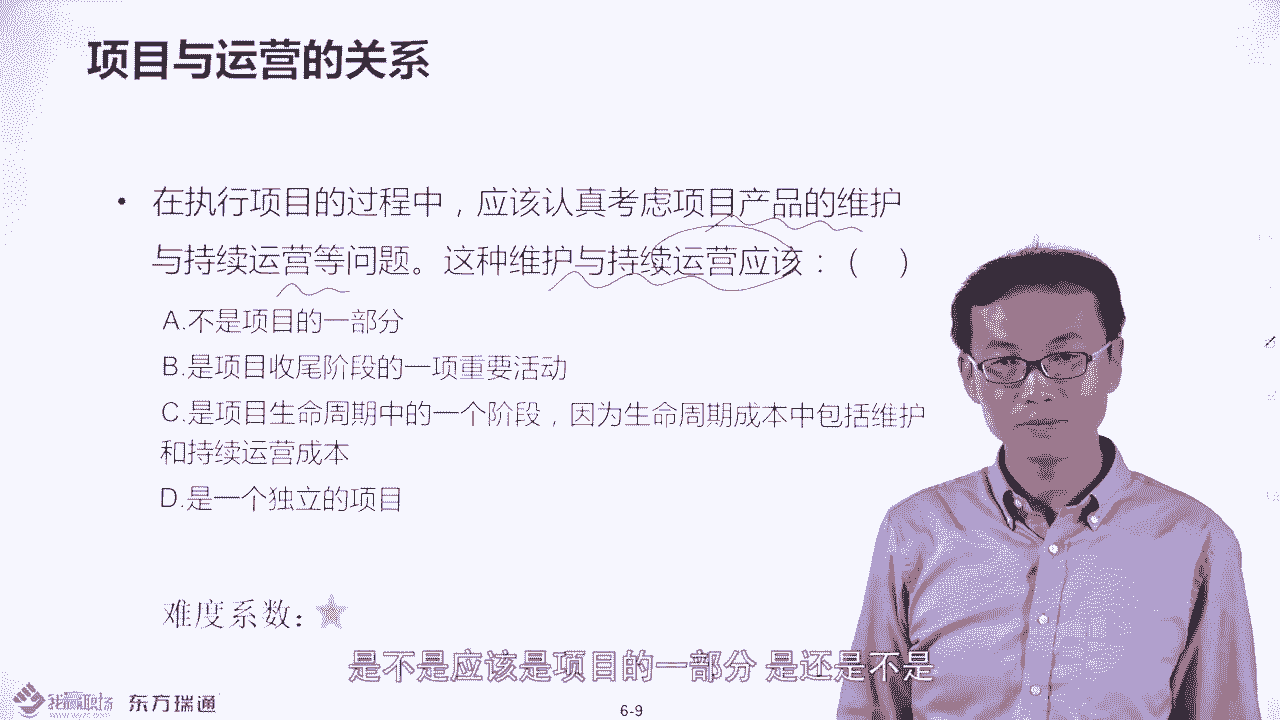 项目与运营的关系
• 在执行项目的过程中，应该认真考虑项目产品的维护
与持续运营等问题。这种维护与持续运营应该：（ ）
A.不是项目的一部分
B.是项目收尾阶段的一项重要活动
C.是项目生命周期中的一个阶段，因为生命周期成本中包括维护
和持续运营成本
D.是一个独立的项目
难度系数：★
是不是应该是项目的一部分 是还是不是
我赢职场 东方瑞通
6-9